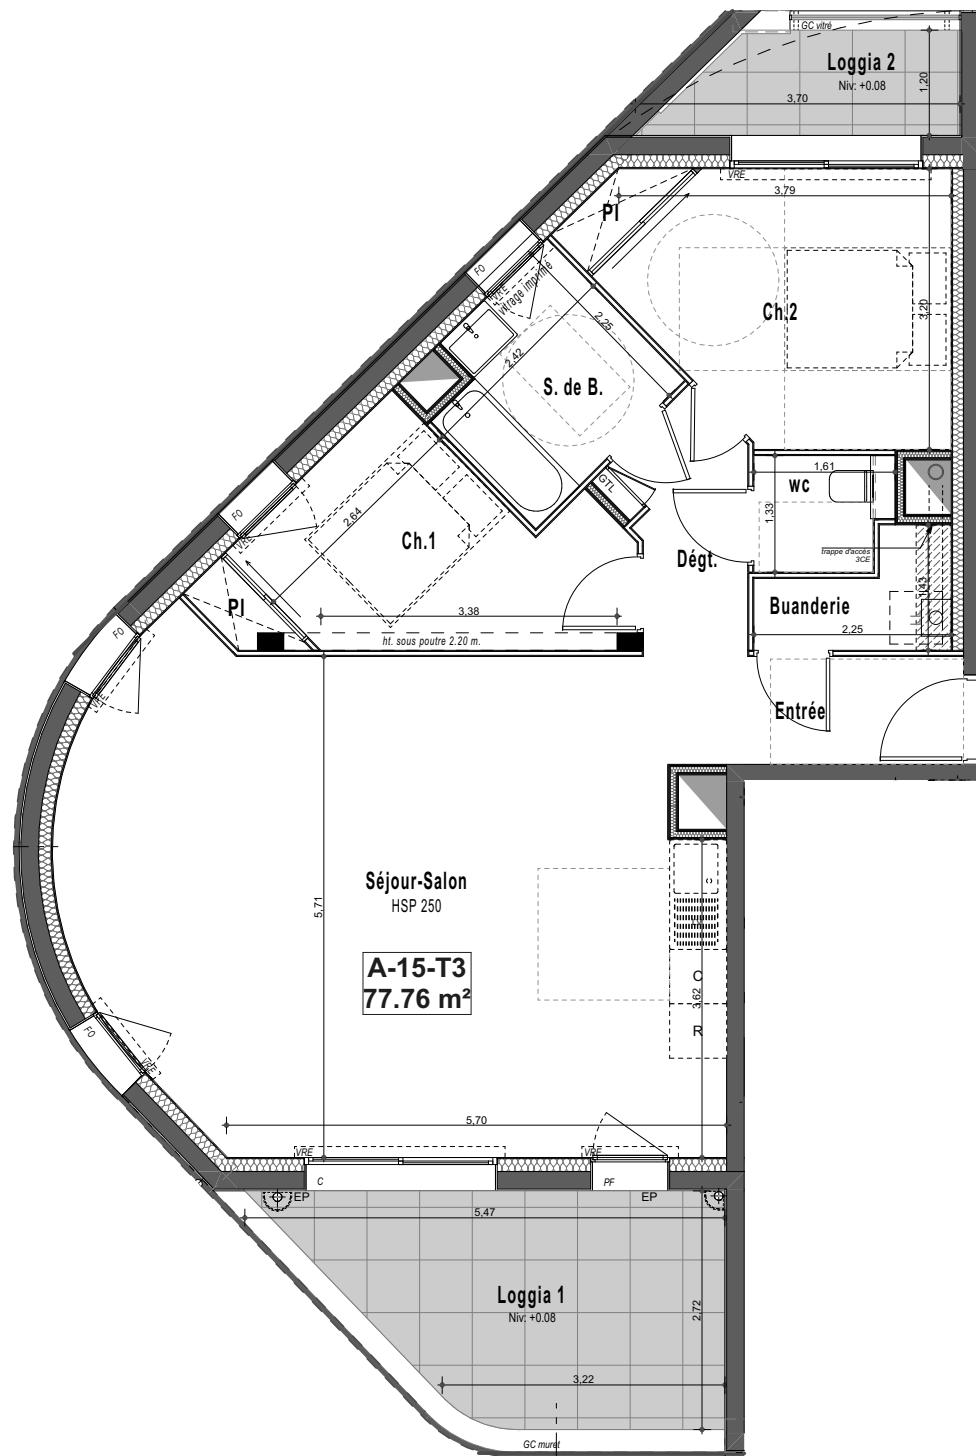 GC vitré
Loggia 2
Niv: +0.08
1,20
3,70
VRE
3,79
Pl
FO
VRE
vitrage imprimé
2,25
Ch.2
3,20
2,42
S. de B.
GTL
1,61
wc
1,33
FO
VRE
2,64
Ch.1
Dégt.
trappe d'accès
3CE
Pl
3,38
Buanderie
1,43
2,25
ht. sous poutre 2.20 m.
FO
VRE
Entrée
Séjour-Salon
HSP 250
5,71
A-15-T3
77.76 m²
C
3,62
R
FO
VRE
5,70
VRE
VRE
C
PF
EP
EP
5,47
Loggia 1
Niv: +0.08
2,72
3,22
GC muret